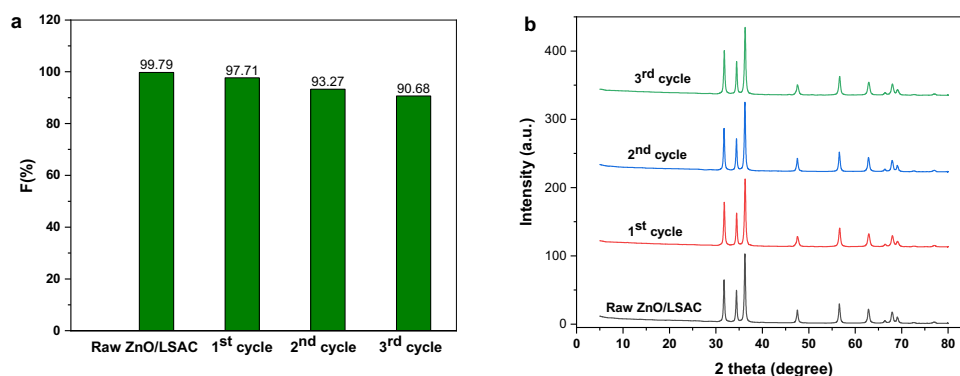 a
F(%)
120
100
80
60
40
20
0
99.79
97.71
93.27
90.68
Raw ZnO/LSAC
1st cycle
2nd cycle
3rd cycle
b
Intensity (a.u.)
400
300
200
100
0
3rd cycle
2nd cycle
1st cycle
Raw ZnO/LSAC
0 10 20 30 40 50 60 70 80
2 theta (degree)